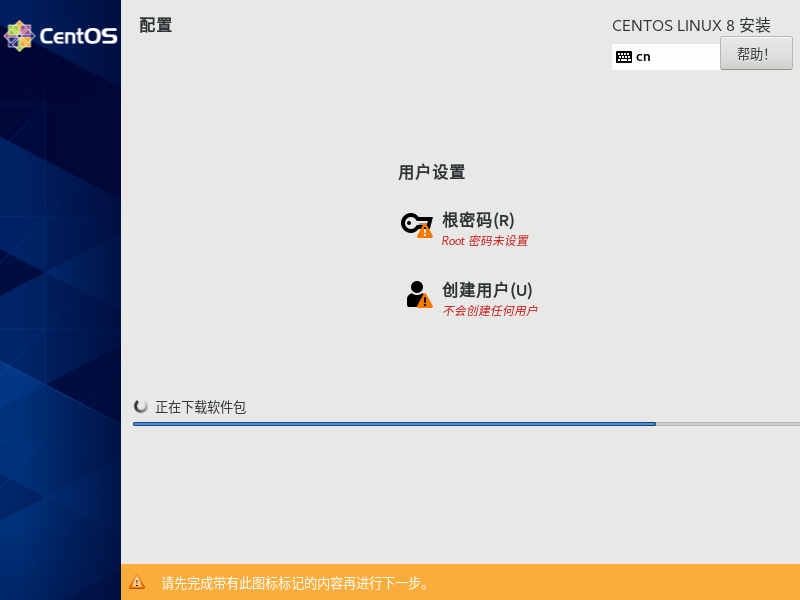 CentOS
配置
CENTOS LINUX 8 安装
cn
帮助！
用户设置
根密码(R)
Root 密码未设置
创建用户(U)
不会创建任何用户
正在下载软件包
请先完成带有此图标标记的内容再进行下一步。